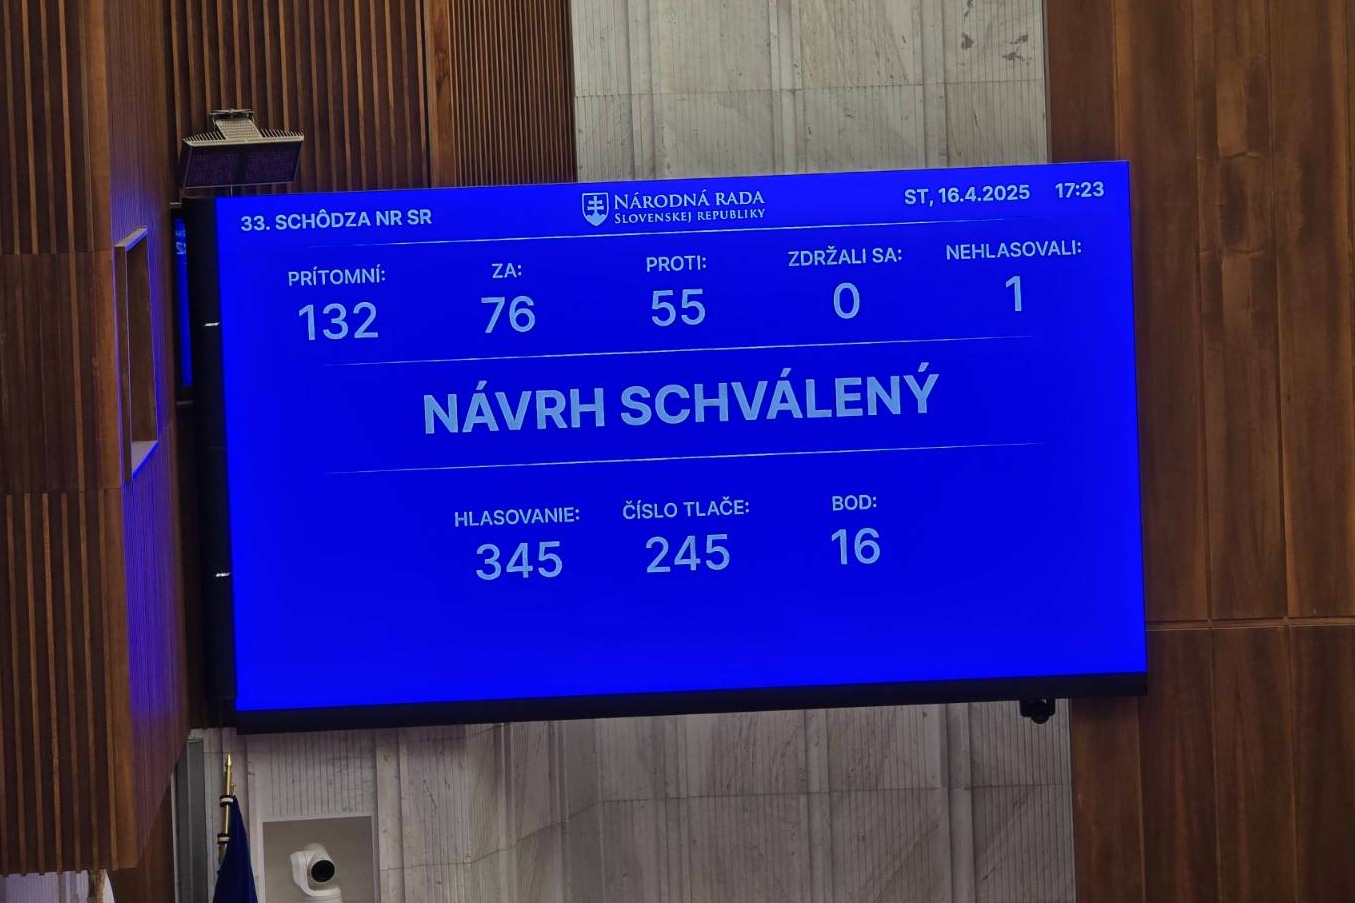 33. SCHÔDZA NR SR
NÁRODNÁ RADA
SLOVENSKEJ REPUBLIKY
ST, 16.4.2025 17:23
PRÍTOMNÍ: ZA: PROTI: ZDRŽALI SA: NEHLASOVALI:
132 76 55 0 1
NÁVRH SCHVÁLENÝ
HLASOVANIE: ČÍSLO TLAČE: BOD:
345 245 16